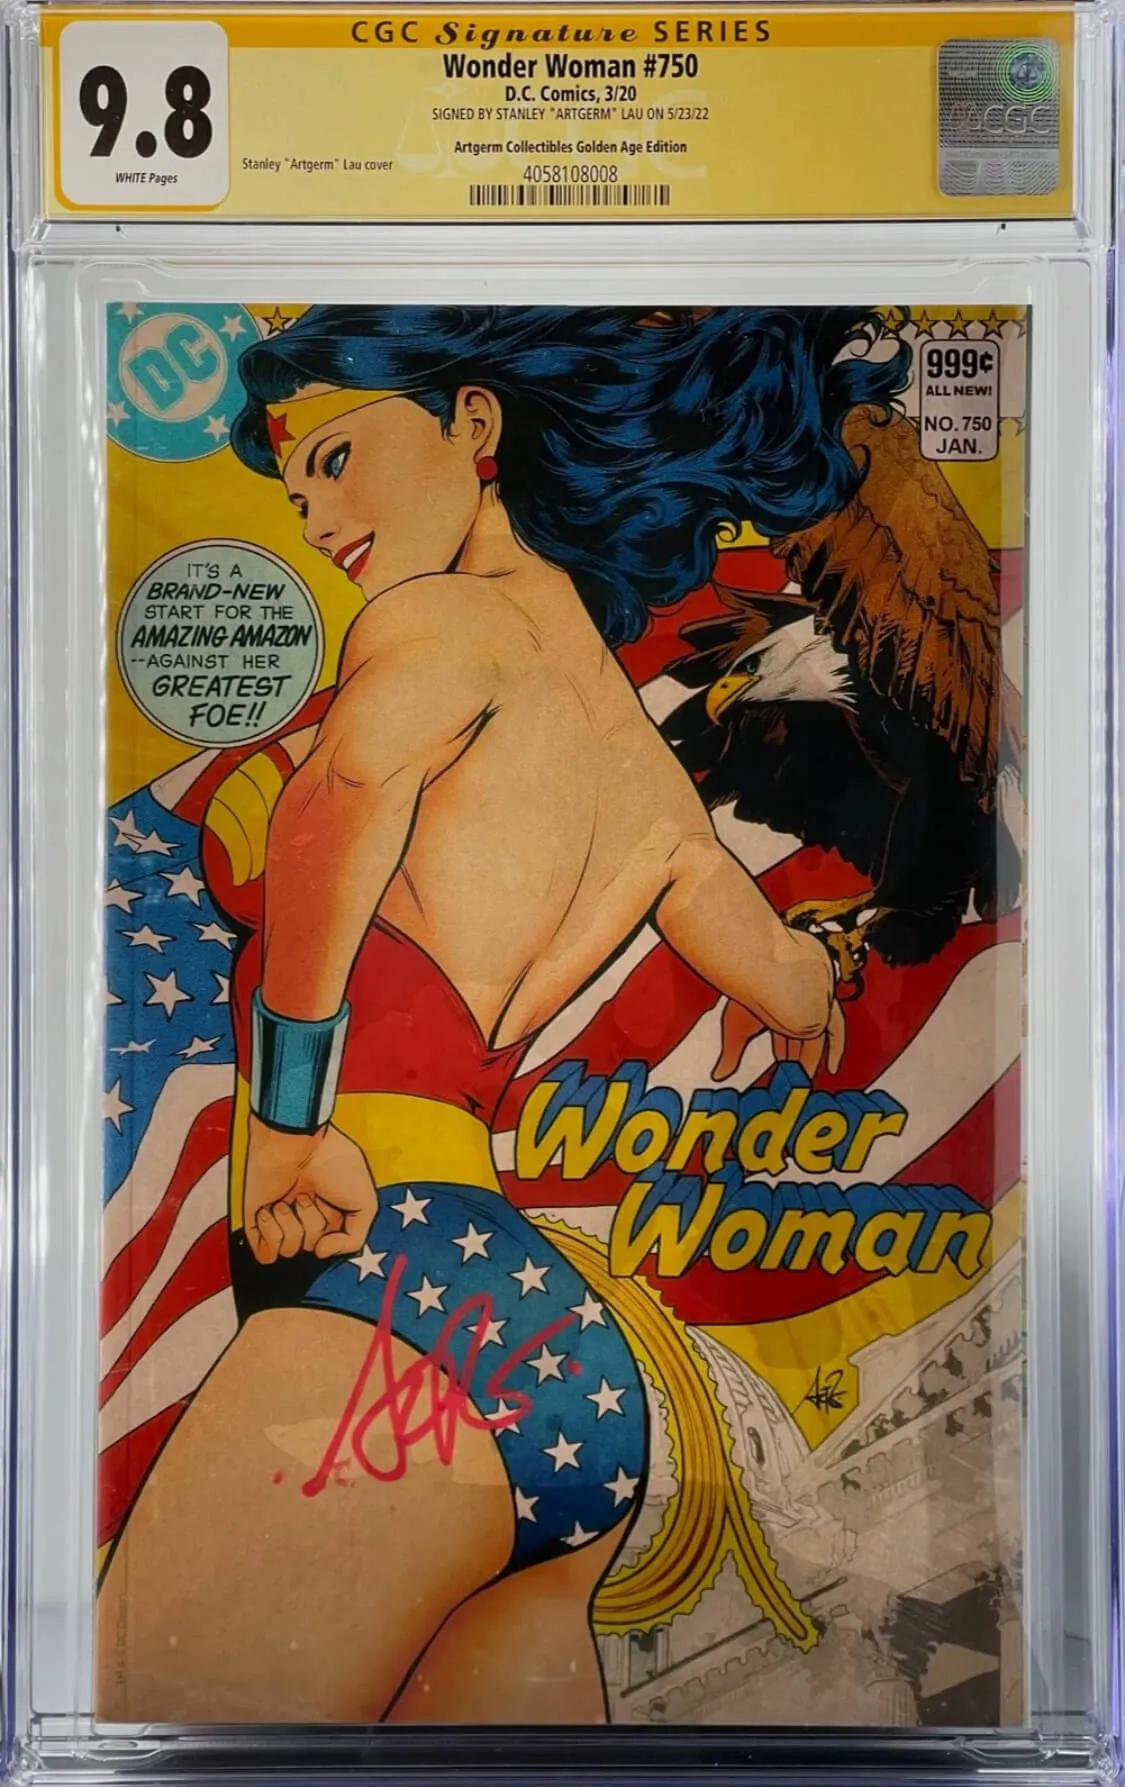 CGC Signature SERIES
9.8
WHITE Pages
Wonder Woman #750
D.C. Comics, 3/20
SIGNED BY STANLEY "ARTGERM" LAU ON 5/23/22
Stanley "Artgerm" Lau cover
Artgerm Collectibles Golden Age Edition
4058108008
CGC
DC
999¢
ALL NEW!
NO. 750
JAN.
IT'S A
BRAND-NEW
START FOR THE
AMAZING AMAZON
--AGAINST HER
GREATEST
FOE!!
Wonder
Woman